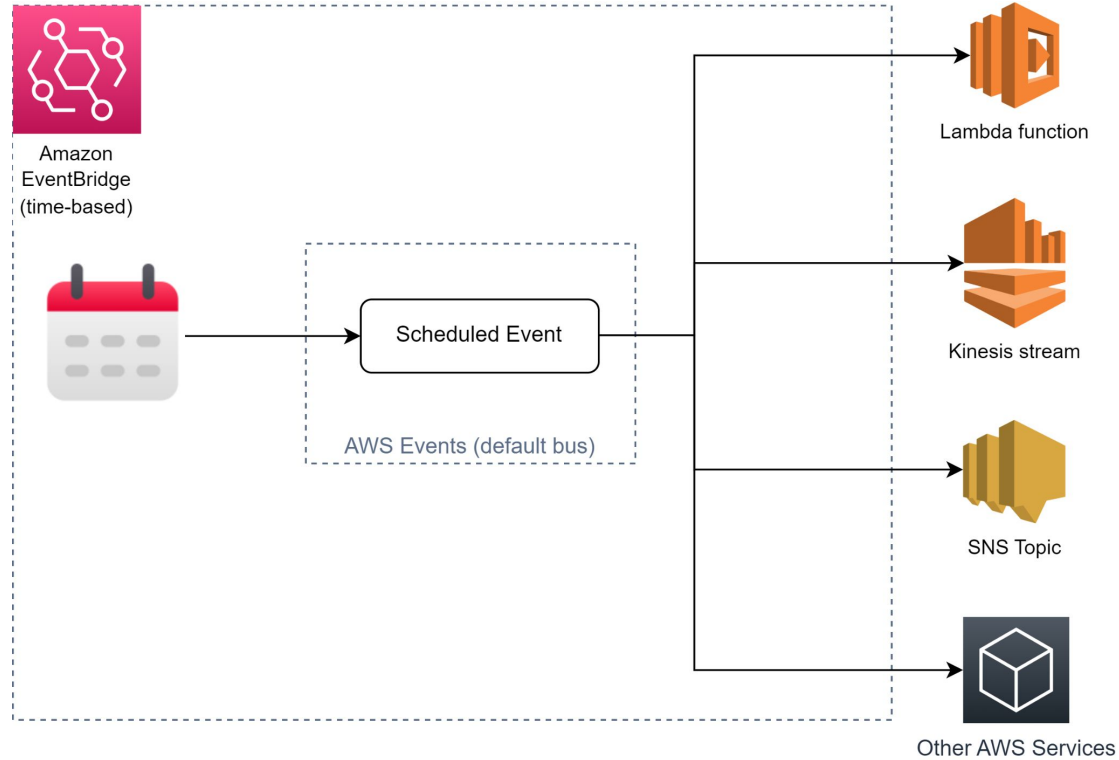 Amazon
EventBridge
(time-based)
Scheduled Event
AWS Events (default bus)
Lambda function
Kinesis stream
SNS Topic
Other AWS Services